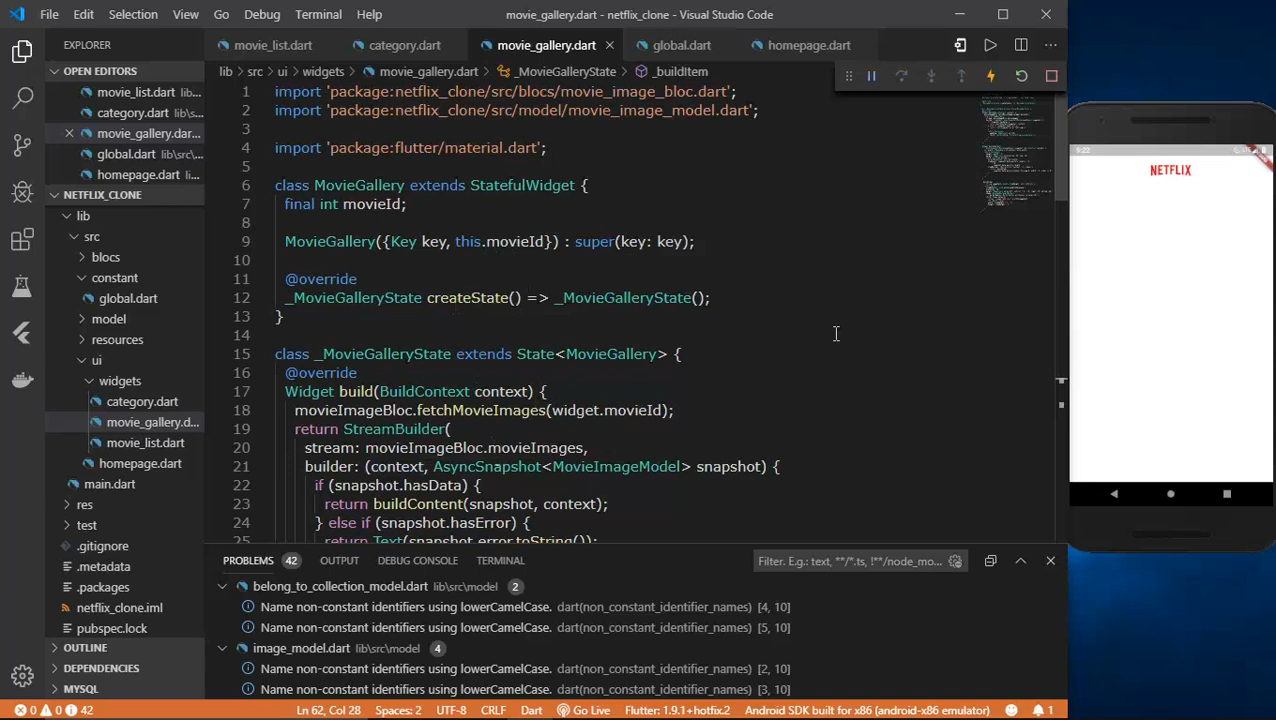 File Edit Selection View Go Debug Terminal Help
movie_gallery.dart - netflix_clone - Visual Studio Code
EXPLORER
movie_list.dart
category.dart
movie_gallery.dart
global.dart
homepage.dart
OPEN EDITORS
movie_list.dart lib...
category.dart lib...
movie_gallery.dar...
global.dart lib\src\...
homepage.dart lib...
NETFLIX_CLONE
lib
src
blocs
constant
global.dart
model
resources
ui
widgets
category.dart
movie_gallery.d...
movie_list.dart
homepage.dart
main.dart
res
test
.gitignore
.metadata
.packages
netflix_clone.iml
pubspec.lock
OUTLINE
DEPENDENCIES
MYSQL
lib > src > ui > widgets > movie_gallery.dart > _MovieGalleryState > _buildItem
1 import 'package:netflix_clone/src/blocs/movie_image_bloc.dart';
2 import 'package:netflix_clone/src/model/movie_image_model.dart';
3
4 import 'package:flutter/material.dart';
5
6 class MovieGallery extends StatefulWidget {
7 final int movieId;
8
9 MovieGallery({Key key, this.movieId}) : super(key: key);
10
11 @override
12 _MovieGalleryState createState() => _MovieGalleryState();
13 }
14
15 class _MovieGalleryState extends State<MovieGallery> {
16 @override
17 Widget build(BuildContext context) {
18 movieImageBloc.fetchMovieImages(widget.movieId);
19 return StreamBuilder(
20 stream: movieImageBloc.movieImages,
21 builder: (context, AsyncSnapshot<MovieImageModel> snapshot) {
22 if (snapshot.hasData) {
23 return buildContent(snapshot, context);
24 } else if (snapshot.hasError) {
25 return Text(snapshot.error.toString());
PROBLEMS 42 OUTPUT DEBUG CONSOLE TERMINAL
Filter. E.g.: text, **/*.ts, !**/node_mo...
belong_to_collection_model.dart lib\src\model 2
Name non-constant identifiers using lowerCamelCase. dart(non_constant_identifier_names) [4, 10]
Name non-constant identifiers using lowerCamelCase. dart(non_constant_identifier_names) [5, 10]
image_model.dart lib\src\model 4
Name non-constant identifiers using lowerCamelCase. dart(non_constant_identifier_names) [2, 10]
Name non-constant identifiers using lowerCamelCase. dart(non_constant_identifier_names) [3, 10]
0 0 42
Ln 62, Col 28 Spaces: 2 UTF-8 CRLF Dart Go Live Flutter: 1.9.1+hotfix.2 Android SDK built for x86 (android-x86 emulator) 1
9:22
NETFLIX